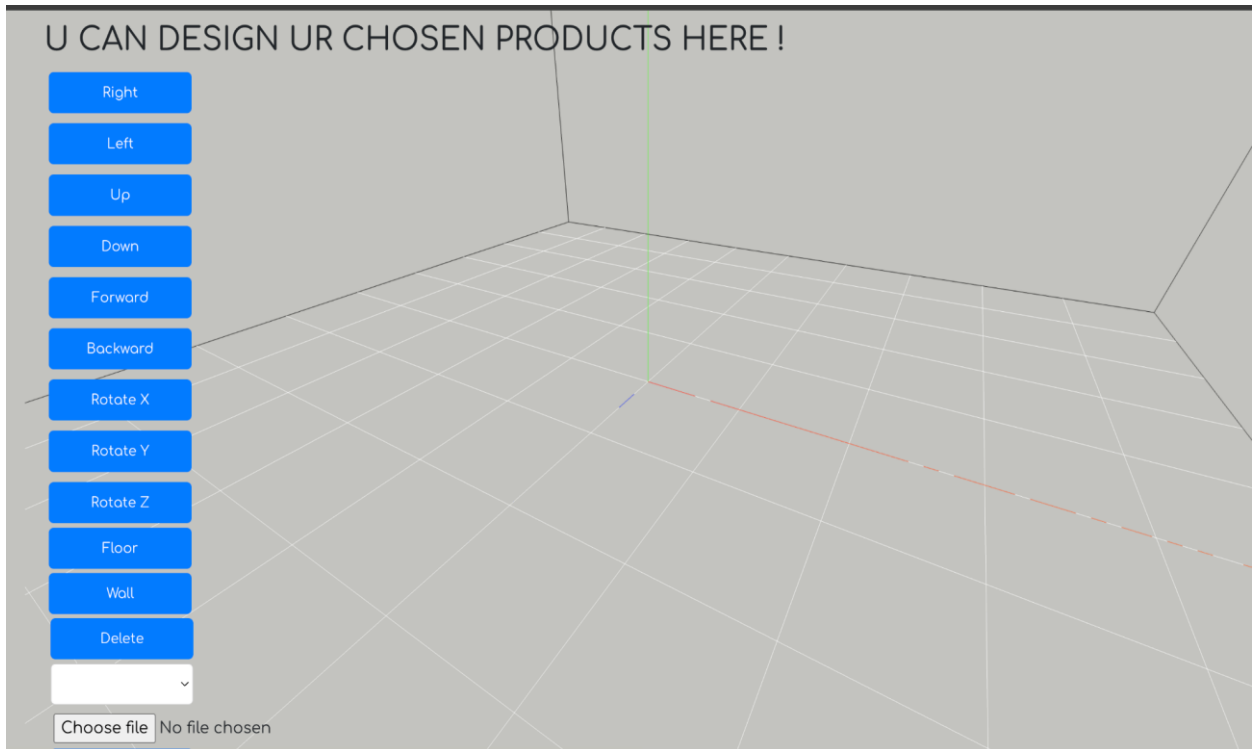 U CAN DESIGN UR CHOSEN PRODUCTS HERE !
Right
Left
Up
Down
Forward
Backward
Rotate X
Rotate Y
Rotate Z
Floor
Wall
Delete
Choose file No file chosen